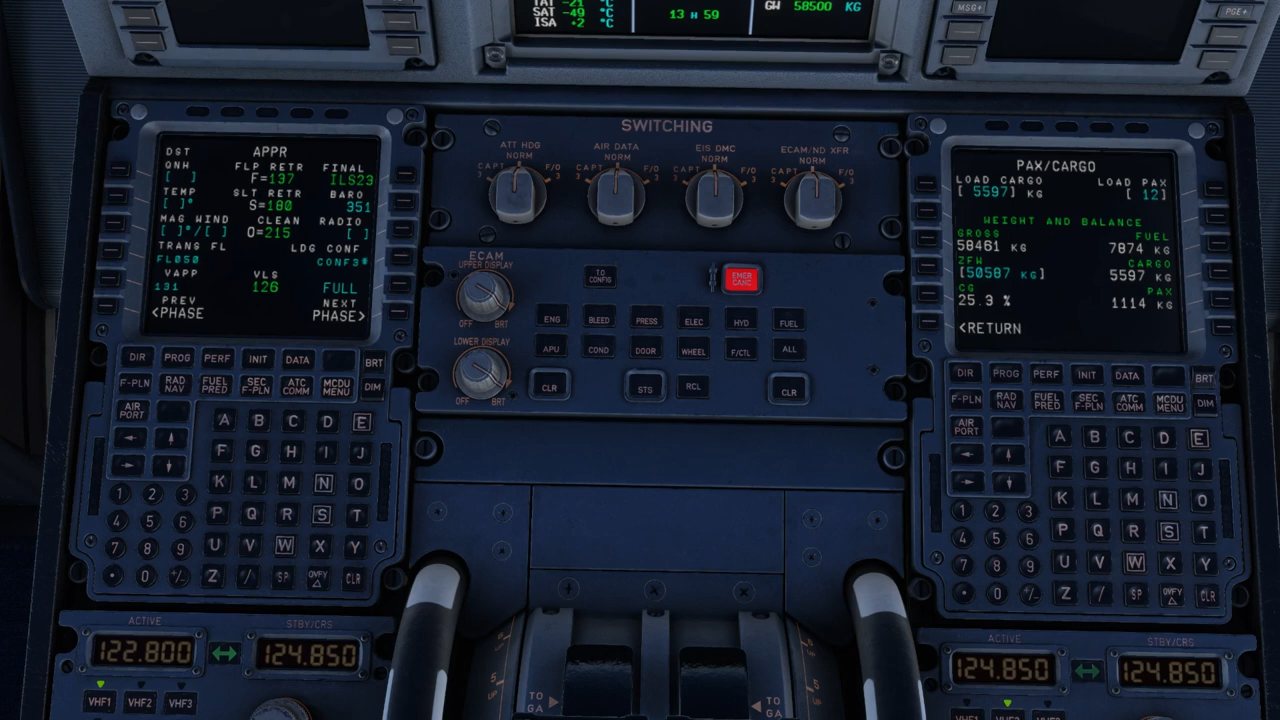 TAT -21 °C
SAT -49 °C
ISA +2 °C
13 H 59
GW 58500 KG
MSG+
PGE+
APPR
DST
QNH
[ ]
FLP RETR
F=137
FINAL
ILS23
TEMP
[ ]°
SLT RETR
S=180
BARO
351
MAG WIND
[ ]°/[ ]
CLEAN
O=215
RADIO
[ ]
TRANS FL
FL050
LDG CONF
CONF3*
VAPP
131
VLS
126
FULL
PREV
<PHASE
NEXT
PHASE>
SWITCHING
ATT HDG
NORM
CAPT 3
F/O 3
AIR DATA
NORM
CAPT 3
F/O 3
EIS DMC
NORM
CAPT 3
F/O 3
ECAM/ND XFR
NORM
CAPT
F/O
PAX/CARGO
LOAD CARGO
[ 5597] KG
LOAD PAX
[ 12]
WEIGHT AND BALANCE
GROSS
58461 KG
FUEL
7874 KG
ZFW
[50587 KG]
CARGO
5597 KG
CG
25.3 %
PAX
1114 KG
<RETURN
ECAM
UPPER DISPLAY
OFF BRT
LOWER DISPLAY
OFF BRT
T.O
CONFIG
EMER
CANC
ENG BLEED PRESS ELEC HYD FUEL
APU COND DOOR WHEEL F/CTL ALL
CLR STS RCL CLR
DIR PROG PERF INIT DATA BRT
F-PLN RAD NAV FUEL PRED SEC F-PLN ATC COMM MCDU MENU DIM
AIR PORT
A B C D E
F G H I J
K L M N O
1 2 3
P Q R S T
4 5 6
U V W X Y
7 8 9
Z / SP OVFY △ CLR
. 0 +/-
DIR PROG PERF INIT DATA BRT
F-PLN RAD NAV FUEL PRED SEC F-PLN ATC COMM MCDU MENU DIM
AIR PORT
A B C D E
F G H I J
K L M N O
1 2 3
P Q R S T
4 5 6
U V W X Y
7 8 9
Z / SP OVFY △ CLR
. 0 +/-
ACTIVE STBY/CRS
122.800 124.850
VHF1 VHF2 VHF3
5
UP
TO
GA
TO
GA
ACTIVE STBY/CRS
124.850 124.850